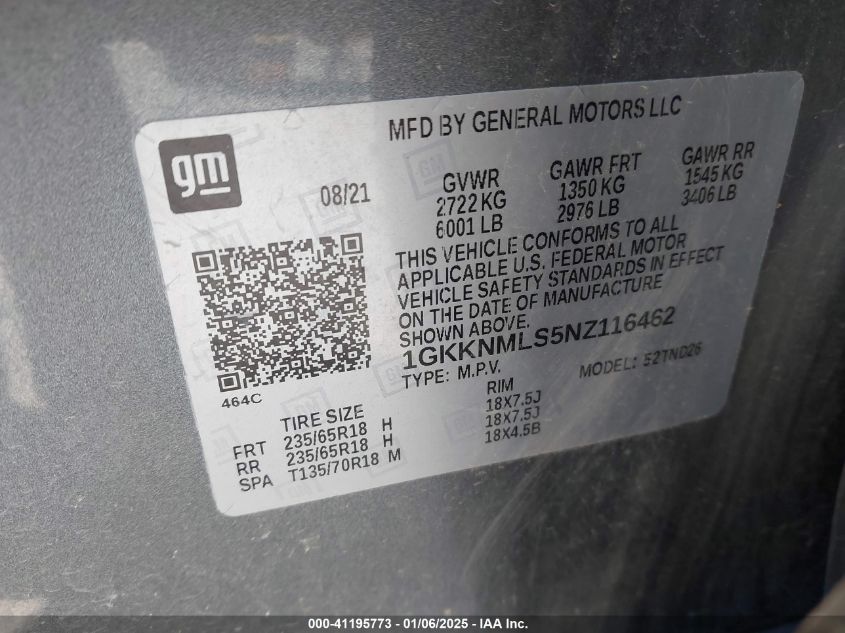 MFD BY GENERAL MOTORS LLC
gm
08/21
GVWR GAWR FRT GAWR RR
2722 KG 1350 KG 1545 KG
6001 LB 2976 LB 3406 LB
THIS VEHICLE CONFORMS TO ALL
APPLICABLE U.S. FEDERAL MOTOR
VEHICLE SAFETY STANDARDS IN EFFECT
ON THE DATE OF MANUFACTURE
SHOWN ABOVE.
1GKKNMLS5NZ116462
TYPE: M.P.V. MODEL: 52TND26
464C
TIRE SIZE RIM
FRT 235/65R18 H 18X7.5J
RR 235/65R18 H 18X7.5J
SPA T135/70R18 M 18X4.5B
000-41195773 - 01/06/2025 - IAA Inc.